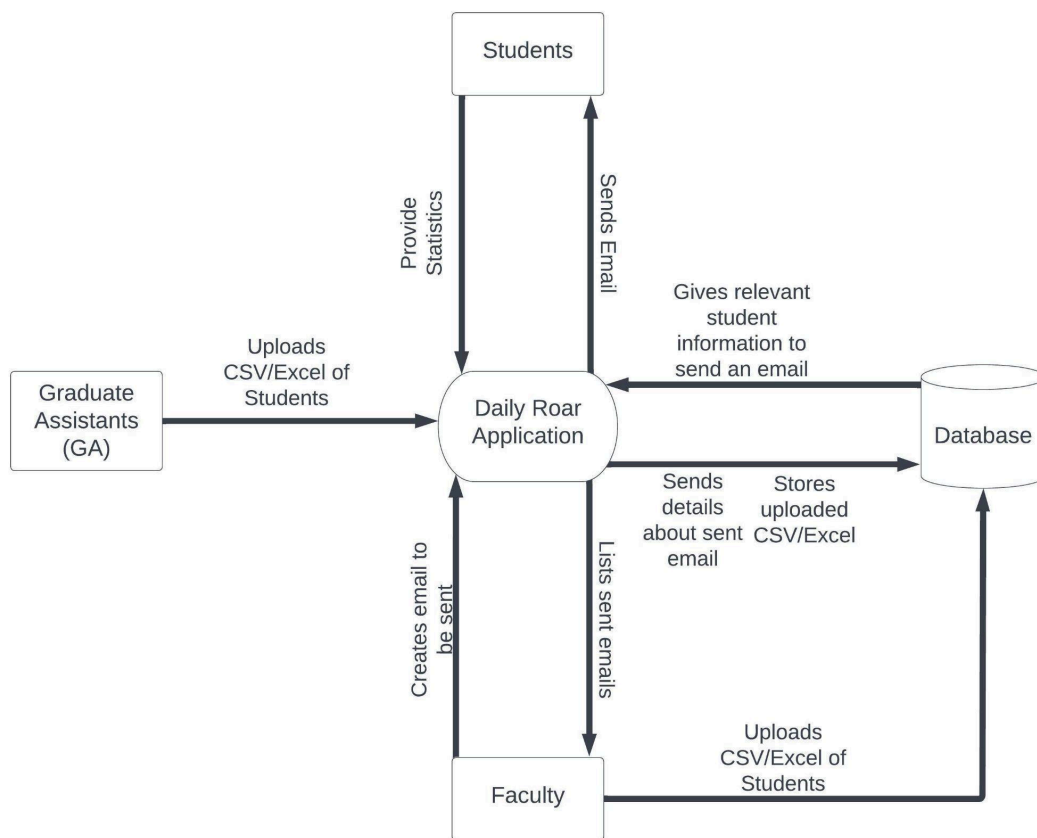 Students
Provide
Statistics
Sends Email
Gives relevant
student
information to
send an email
Uploads
CSV/Excel of
Students
Graduate
Assistants
(GA)
Daily Roar
Application
Database
Sends
details
about sent
email
Stores
uploaded
CSV/Excel
Creates email to
be sent
Lists sent emails
Uploads
CSV/Excel of
Students
Faculty